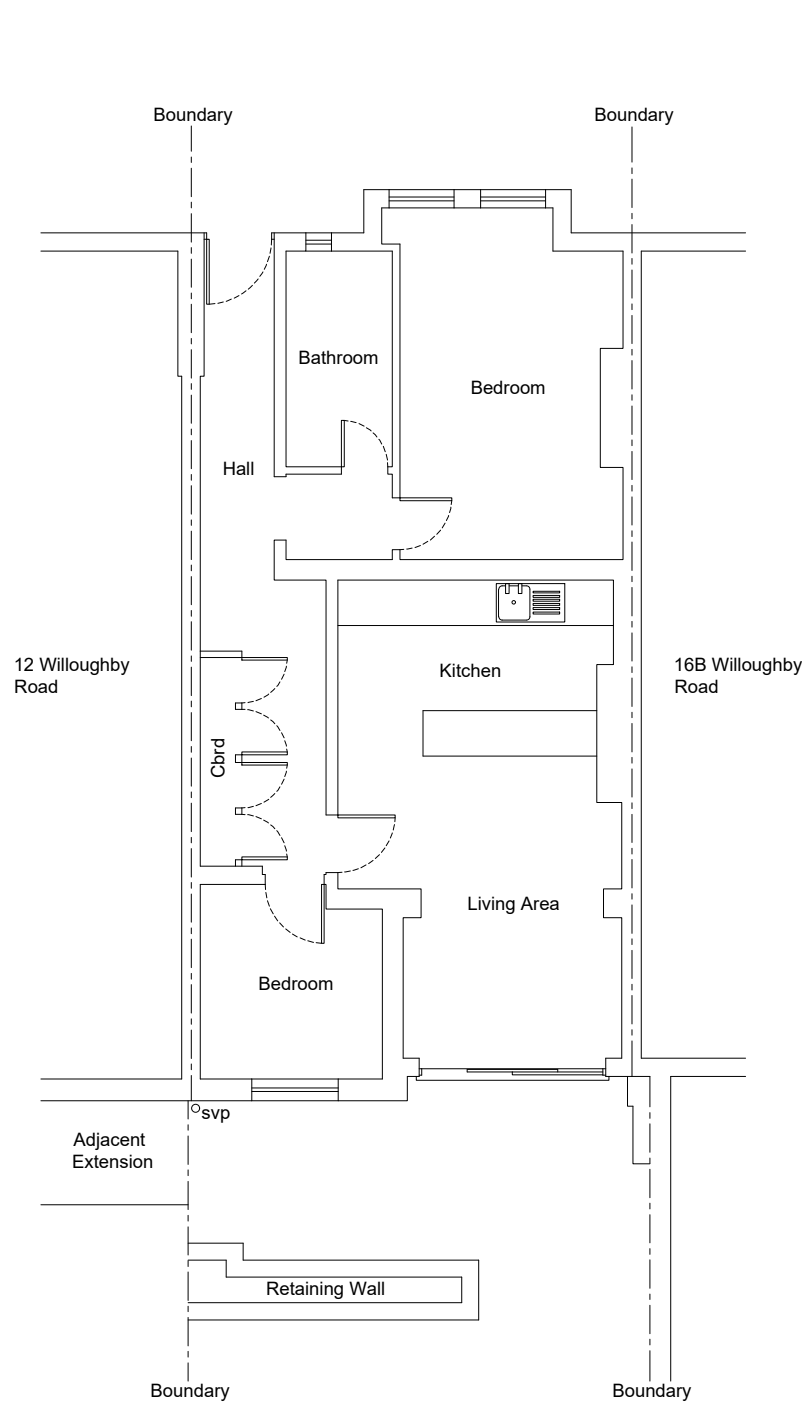 Boundary
Boundary
Bathroom
Bedroom
Hall
12 Willoughby
Road
Kitchen
16B Willoughby
Road
Cbrd
Living Area
Bedroom
svp
Adjacent
Extension
Retaining Wall
Boundary
Boundary